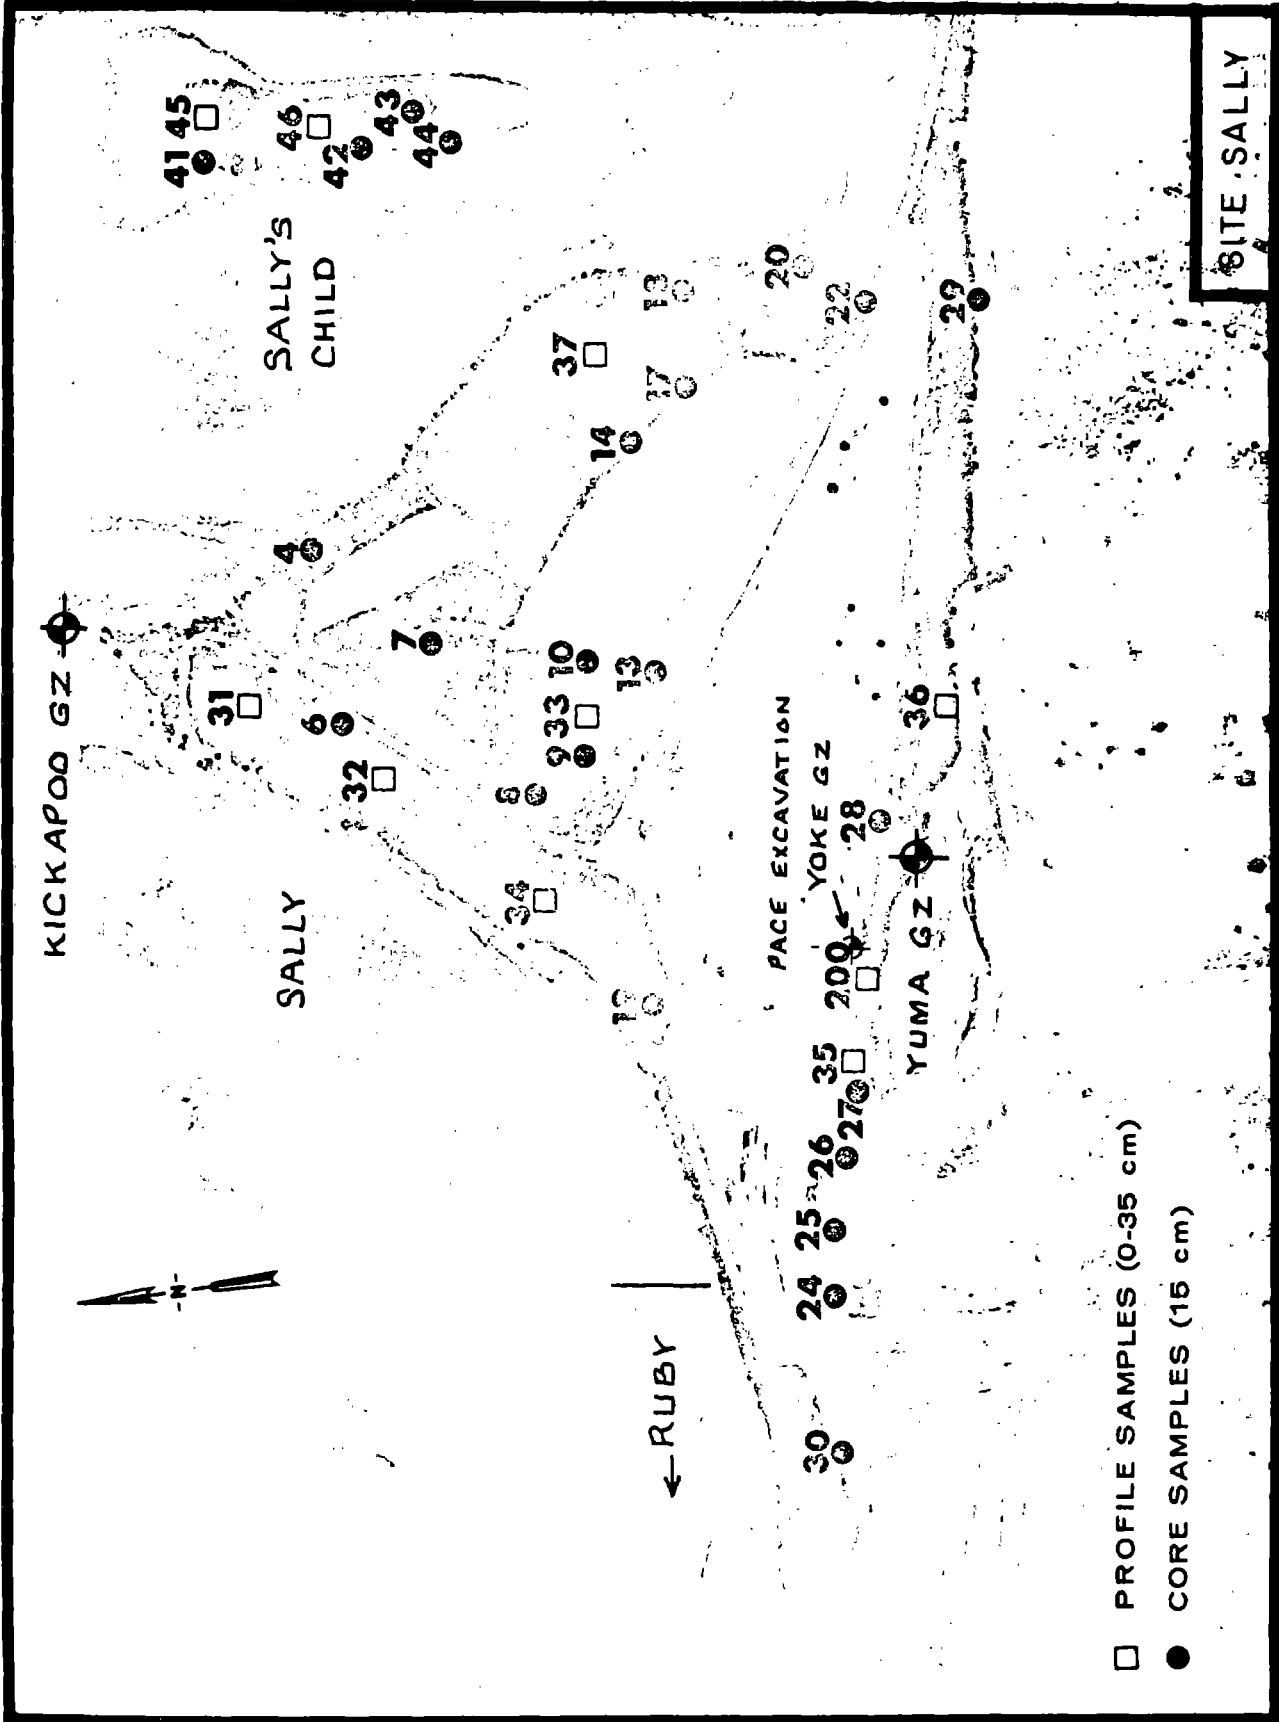 KICKAPOO GZ
41 45
N
31
SALLY
4
SALLY'S
CHILD
46
6
42
32
43
7
44
8
34
9 33 10
37
14
13
17
← RUBY
20
PACE EXCAVATION
YOKE GZ
30
24
25
26
27
35
200
28
22
YUMA GZ
36
29
PROFILE SAMPLES (0-35 cm)
CORE SAMPLES (15 cm)
SITE SALLY